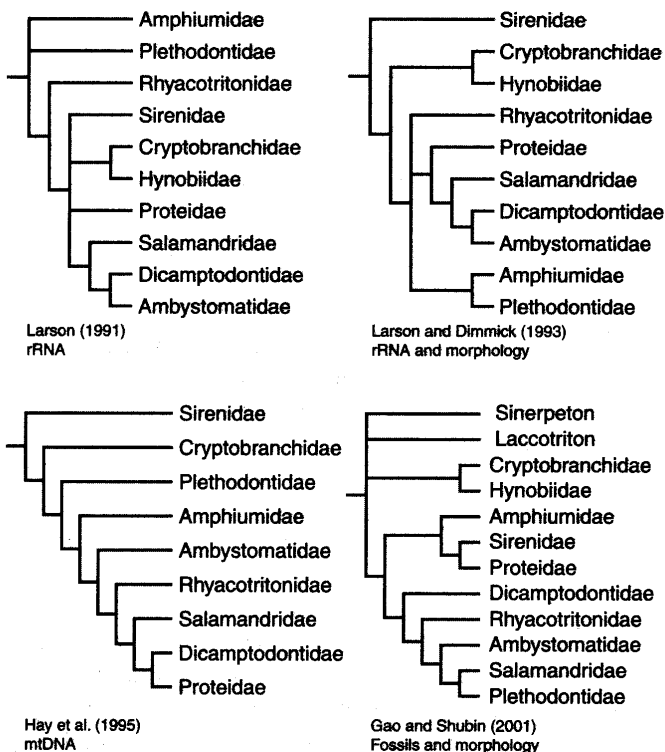 Amphiumidae
Plethodontidae
Rhyacotritonidae
Sirenidae
Cryptobranchidae
Hynobiidae
Proteidae
Salamandridae
Dicamptodontidae
Ambystomatidae
Larson (1991)
rRNA
Sirenidae
Cryptobranchidae
Hynobiidae
Rhyacotritonidae
Proteidae
Salamandridae
Dicamptodontidae
Ambystomatidae
Amphiumidae
Plethodontidae
Larson and Dimmick (1993)
rRNA and morphology
Sirenidae
Cryptobranchidae
Plethodontidae
Amphiumidae
Ambystomatidae
Rhyacotritonidae
Salamandridae
Dicamptodontidae
Proteidae
Hay et al. (1995)
mtDNA
Sinerpeton
Laccotriton
Cryptobranchidae
Hynobiidae
Amphiumidae
Sirenidae
Proteidae
Dicamptodontidae
Rhyacotritonidae
Ambystomatidae
Salamandridae
Plethodontidae
Gao and Shubin (2001)
Fossils and morphology